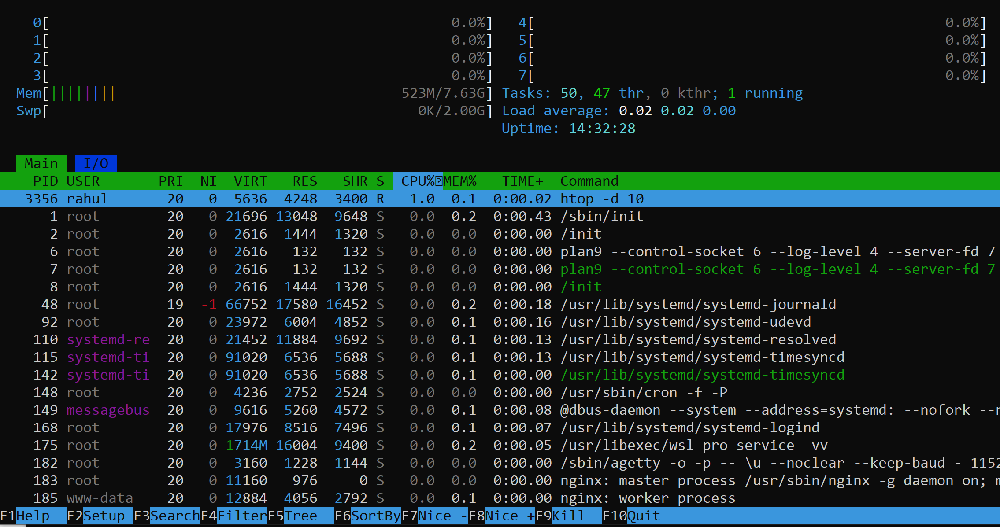 0[ 0.0%] 4[ 0.0%]
1[ 0.0%] 5[ 0.0%]
2[ 0.0%] 6[ 0.0%]
3[ 0.0%] 7[ 0.0%]
Mem[|||||||| 523M/7.63G] Tasks: 50, 47 thr, 0 kthr; 1 running
Swp[ 0K/2.00G] Load average: 0.02 0.02 0.00
Uptime: 14:32:28
Main I/O
PID USER PRI NI VIRT RES SHR S CPU%⍰MEM% TIME+ Command
3356 rahul 20 0 5636 4248 3400 R 1.0 0.1 0:00.02 htop -d 10
1 root 20 0 21696 13048 9648 S 0.0 0.2 0:00.43 /sbin/init
2 root 20 0 2616 1444 1320 S 0.0 0.0 0:00.00 /init
6 root 20 0 2616 132 132 S 0.0 0.0 0:00.00 plan9 --control-socket 6 --log-level 4 --server-fd 7
7 root 20 0 2616 132 132 S 0.0 0.0 0:00.00 plan9 --control-socket 6 --log-level 4 --server-fd 7
8 root 20 0 2616 1444 1320 S 0.0 0.0 0:00.00 /init
48 root 19 -1 66752 17580 16452 S 0.0 0.2 0:00.18 /usr/lib/systemd/systemd-journald
92 root 20 0 23972 6004 4852 S 0.0 0.1 0:00.16 /usr/lib/systemd/systemd-udevd
110 systemd-re 20 0 21452 11884 9692 S 0.0 0.1 0:00.13 /usr/lib/systemd/systemd-resolved
115 systemd-ti 20 0 91020 6536 5688 S 0.0 0.1 0:00.13 /usr/lib/systemd/systemd-timesyncd
142 systemd-ti 20 0 91020 6536 5688 S 0.0 0.1 0:00.00 /usr/lib/systemd/systemd-timesyncd
148 root 20 0 4236 2752 2524 S 0.0 0.0 0:00.00 /usr/sbin/cron -f -P
149 messagebus 20 0 9616 5260 4572 S 0.0 0.1 0:00.08 @dbus-daemon --system --address=systemd: --nofork --n
168 root 20 0 17976 8516 7496 S 0.0 0.1 0:00.07 /usr/lib/systemd/systemd-logind
175 root 20 0 1714M 16004 9400 S 0.0 0.2 0:00.05 /usr/libexec/wsl-pro-service -vv
182 root 20 0 3160 1228 1144 S 0.0 0.0 0:00.00 /sbin/agetty -o -p -- \u --noclear --keep-baud - 1152
183 root 20 0 11160 976 0 S 0.0 0.0 0:00.00 nginx: master process /usr/sbin/nginx -g daemon on; m
185 www-data 20 0 12884 4056 2792 S 0.0 0.1 0:00.00 nginx: worker process
F1Help F2Setup F3SearchF4FilterF5Tree F6SortByF7Nice -F8Nice +F9Kill F10Quit